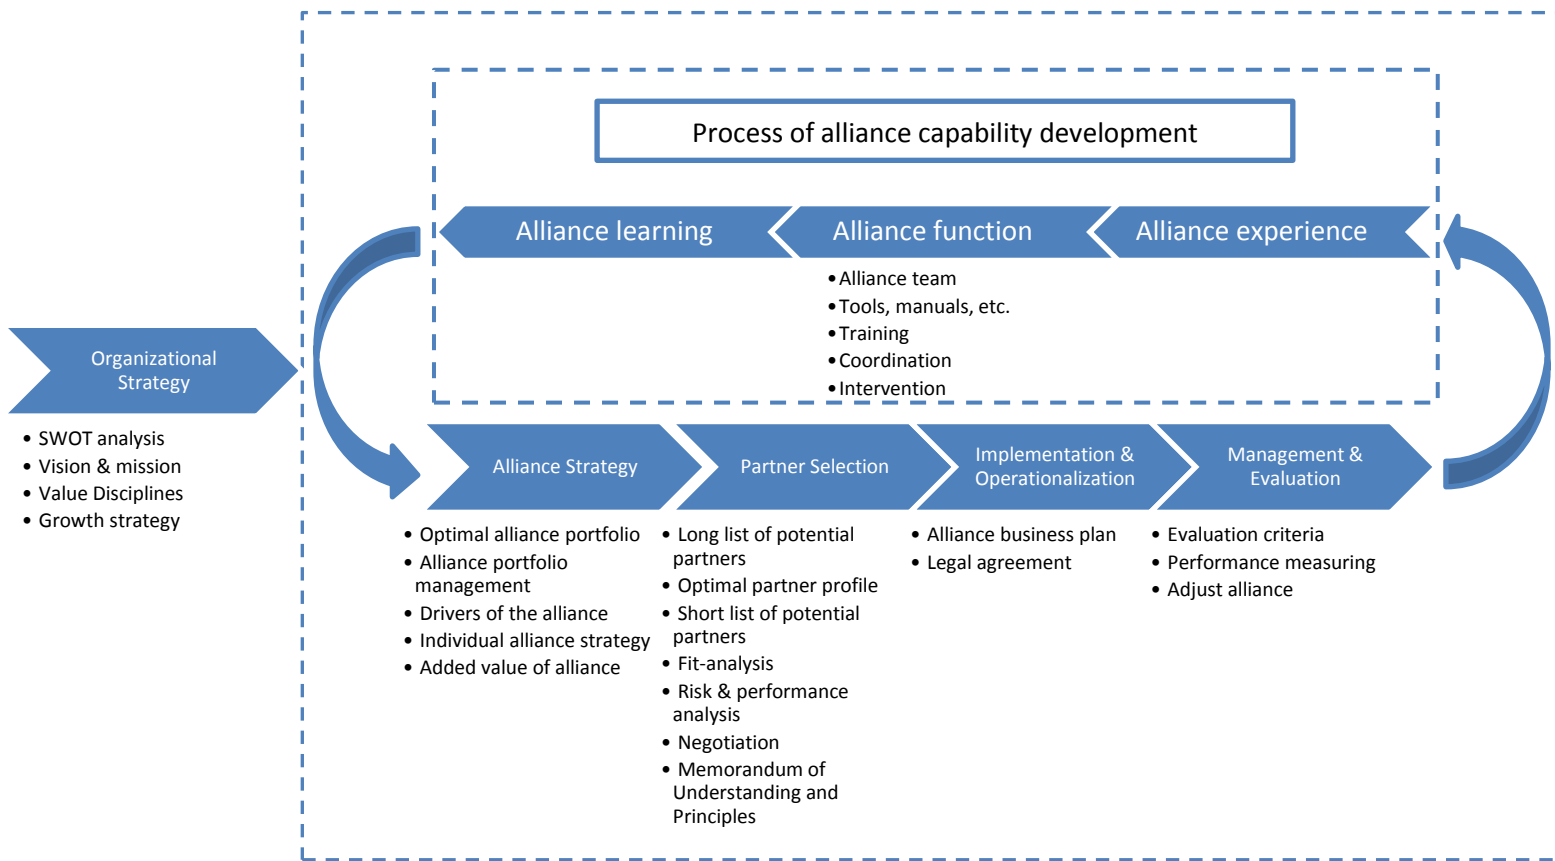 Process of alliance capability development
Alliance learning
Alliance function
Alliance experience
•Alliance team
•Tools, manuals, etc.
•Training
•Coordination
•Intervention
Organizational
Strategy
• SWOT analysis
• Vision & mission
• Value Disciplines
• Growth strategy
Alliance Strategy
• Optimal alliance portfolio
• Alliance portfolio
management
• Drivers of the alliance
• Individual alliance strategy
• Added value of alliance
Partner Selection
• Long list of potential
partners
• Optimal partner profile
• Short list of potential
partners
• Fit-analysis
• Risk & performance
analysis
• Negotiation
• Memorandum of
Understanding and
Principles
Implementation &
Operationalization
• Alliance business plan
• Legal agreement
Management &
Evaluation
• Evaluation criteria
• Performance measuring
• Adjust alliance